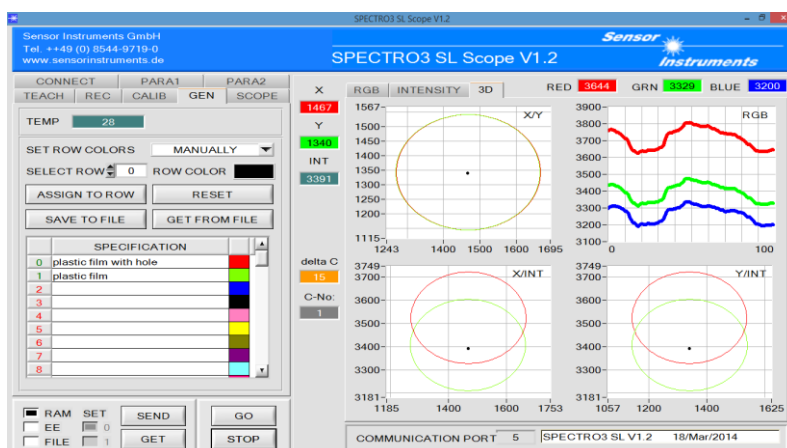 SPECTRO3 SL Scope V1.2
Sensor Instruments GmbH
Tel. ++49 (0) 8544-9719-0
www.sensorinstruments.de
SPECTRO3 SL Scope V1.2
Sensor
Instruments
CONNECT PARA1 PARA2
TEACH REC CALIB GEN SCOPE
TEMP 28
SET ROW COLORS MANUALLY
SELECT ROW 0 ROW COLOR
ASSIGN TO ROW RESET
SAVE TO FILE GET FROM FILE
SPECIFICATION
0 plastic film with hole
1 plastic film
2
3
4
5
6
7
8
RAM SET SEND GO
EE 0
FILE 1 GET STOP
X
1467
Y
1340
INT
3391
delta C
15
C-No:
1
RGB INTENSITY 3D RED 3644 GRN 3329 BLUE 3200
X/Y
1567
1500
1450
1400
1350
1300
1250
1200
1115
1243 1400 1500 1600 1695
RGB
3900
3800
3700
3600
3500
3400
3300
3200
3100
0 100
X/INT
3749
3700
3600
3500
3400
3300
3181
1185 1400 1600 1753
Y/INT
3749
3700
3600
3500
3400
3300
3181
1057 1200 1400 1625
COMMUNICATION PORT 5 SPECTRO3 SL V1.2 18/Mar/2014